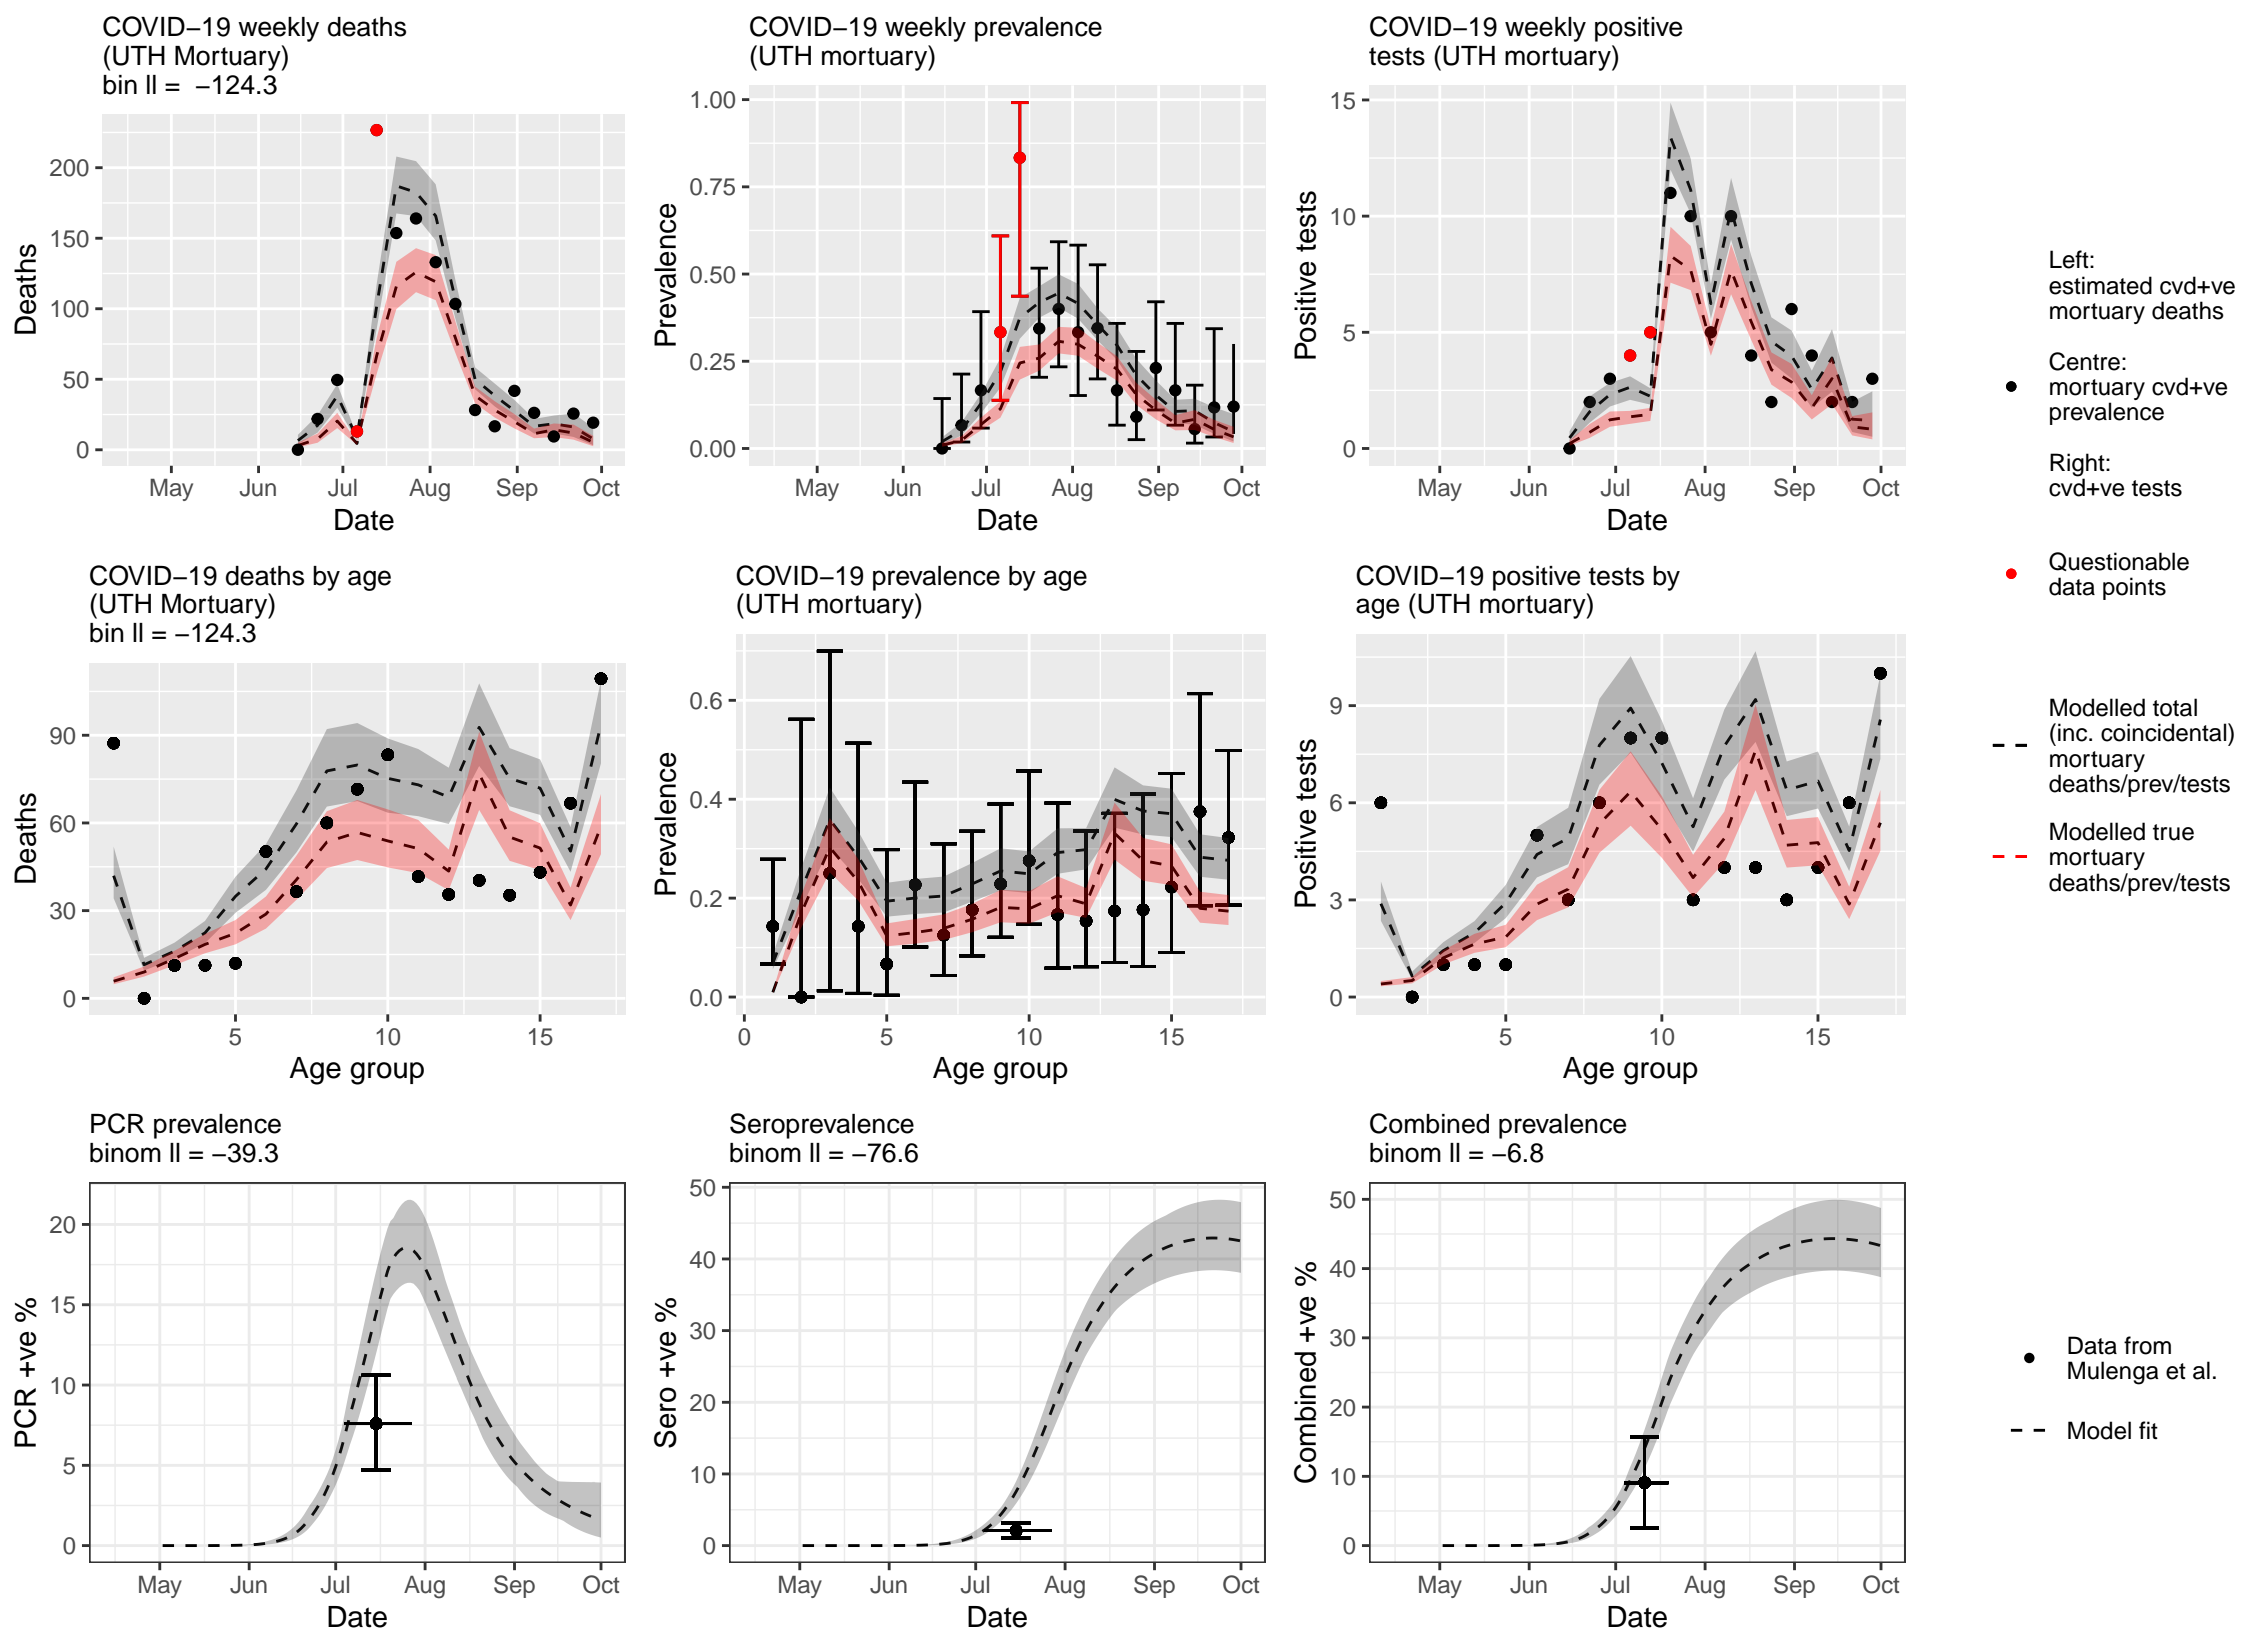 COVID−19 weekly deaths
(UTH Mortuary)
bin ll =  −124.3
Deaths
200
150
100
50
0
May Jun Jul Aug Sep Oct
Date
COVID−19 weekly prevalence
(UTH mortuary)
Prevalence
1.00
0.75
0.50
0.25
0.00
May Jun Jul Aug Sep Oct
Date
COVID−19 weekly positive
tests (UTH mortuary)
Positive tests
15
10
5
0
May Jun Jul Aug Sep Oct
Date
Left:
estimated cvd+ve
mortuary deaths
Centre:
mortuary cvd+ve
prevalence
Right:
cvd+ve tests
Questionable
data points
COVID−19 deaths by age
(UTH Mortuary)
bin ll = −124.3
Deaths
90
60
30
0
5 10 15
Age group
COVID−19 prevalence by age
(UTH mortuary)
Prevalence
0.6
0.4
0.2
0.0
0 5 10 15
Age group
COVID−19 positive tests by
age (UTH mortuary)
Positive tests
9
6
3
0
5 10 15
Age group
Modelled total
(inc. coincidental)
mortuary
deaths/prev/tests
Modelled true
mortuary
deaths/prev/tests
PCR prevalence
binom ll = −39.3
PCR +ve %
20
15
10
5
0
May Jun Jul Aug Sep Oct
Date
Seroprevalence
binom ll = −76.6
Sero +ve %
50
40
30
20
10
0
May Jun Jul Aug Sep Oct
Date
Combined prevalence
binom ll = −6.8
Combined +ve %
50
40
30
20
10
0
May Jun Jul Aug Sep Oct
Date
Data from
Mulenga et al.
Model fit